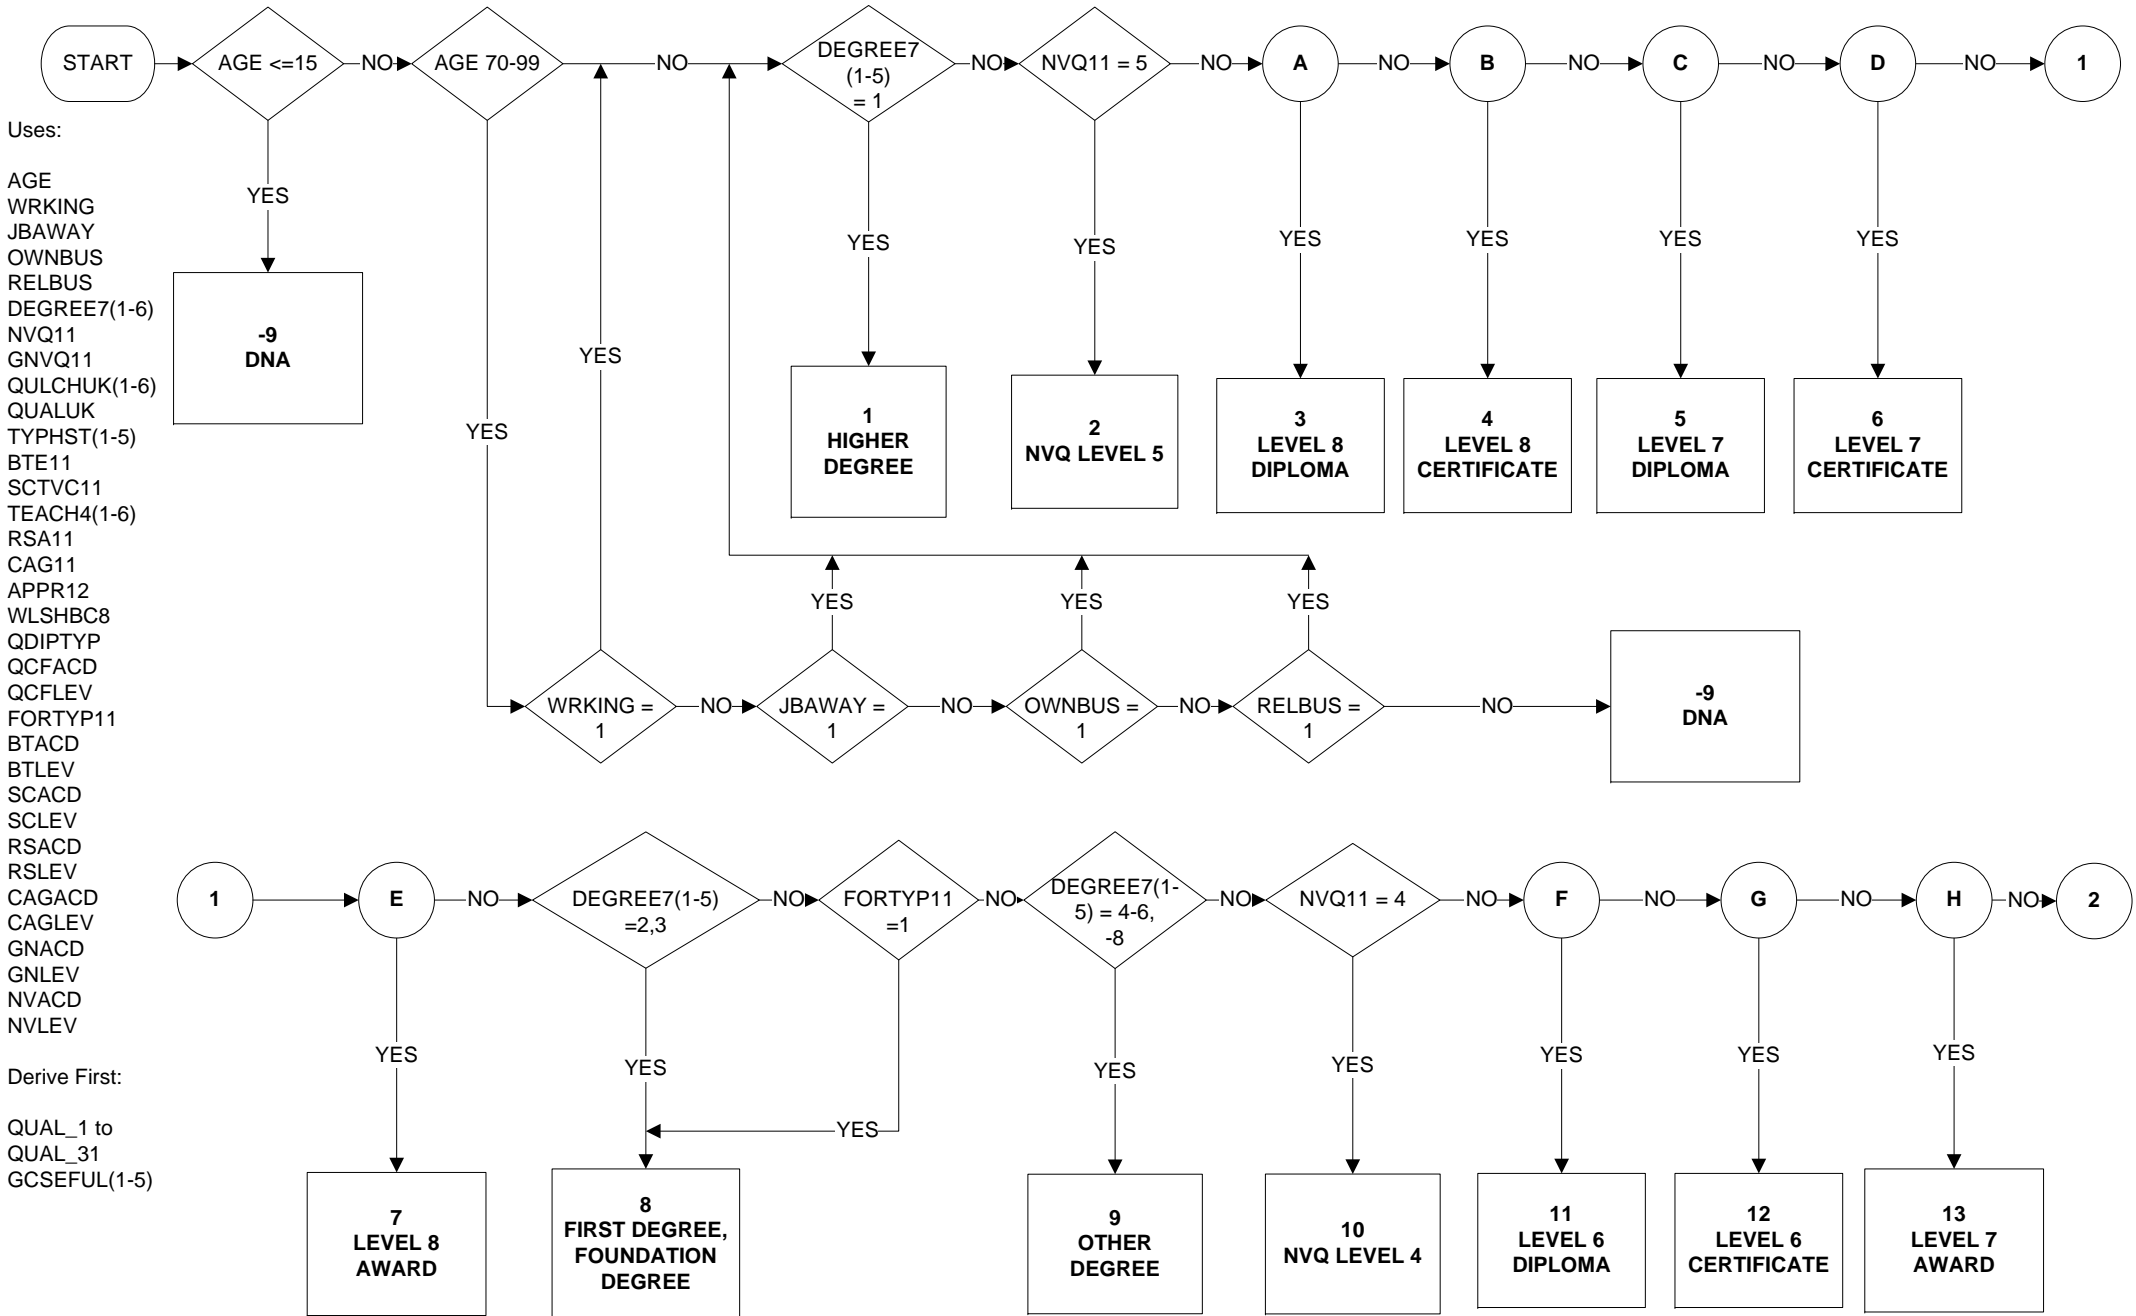 START
AGE <=15
NO
AGE 70-99
NO
DEGREE7
(1-5)
= 1
NO
NVQ11 = 5
NO
A
NO
B
NO
C
NO
D
NO
1
YES
-9
DNA
YES
YES
YES
1
HIGHER
DEGREE
YES
2
NVQ LEVEL 5
YES
3
LEVEL 8
DIPLOMA
YES
4
LEVEL 8
CERTIFICATE
YES
5
LEVEL 7
DIPLOMA
YES
6
LEVEL 7
CERTIFICATE
Uses:
AGE
WRKING
JBAWAY
OWNBUS
RELBUS
DEGREE7(1-6)
NVQ11
GNVQ11
QULCHUK(1-6)
QUALUK
TYPHST(1-5)
BTE11
SCTVC11
TEACH4(1-6)
RSA11
CAG11
APPR12
WLSHBC8
QDIPTYP
QCFACD
QCFLEV
FORTYP11
BTACD
BTLEV
SCACD
SCLEV
RSACD
RSLEV
CAGACD
CAGLEV
GNACD
GNLEV
NVACD
NVLEV
Derive First:
QUAL_1 to
QUAL_31
GCSEFUL(1-5)
YES
YES
YES
WRKING =
1
NO
JBAWAY =
1
NO
OWNBUS =
1
NO
RELBUS =
1
NO
-9
DNA
1
E
NO
DEGREE7(1-5)
=2,3
NO
FORTYP11
=1
NO
DEGREE7(1-
5) = 4-6,
-8
NO
NVQ11 = 4
NO
F
NO
G
NO
H
NO
2
YES
YES
YES
YES
YES
YES
YES
YES
7
LEVEL 8
AWARD
8
FIRST DEGREE,
FOUNDATION
DEGREE
9
OTHER
DEGREE
10
NVQ LEVEL 4
11
LEVEL 6
DIPLOMA
12
LEVEL 6
CERTIFICATE
13
LEVEL 7
AWARD